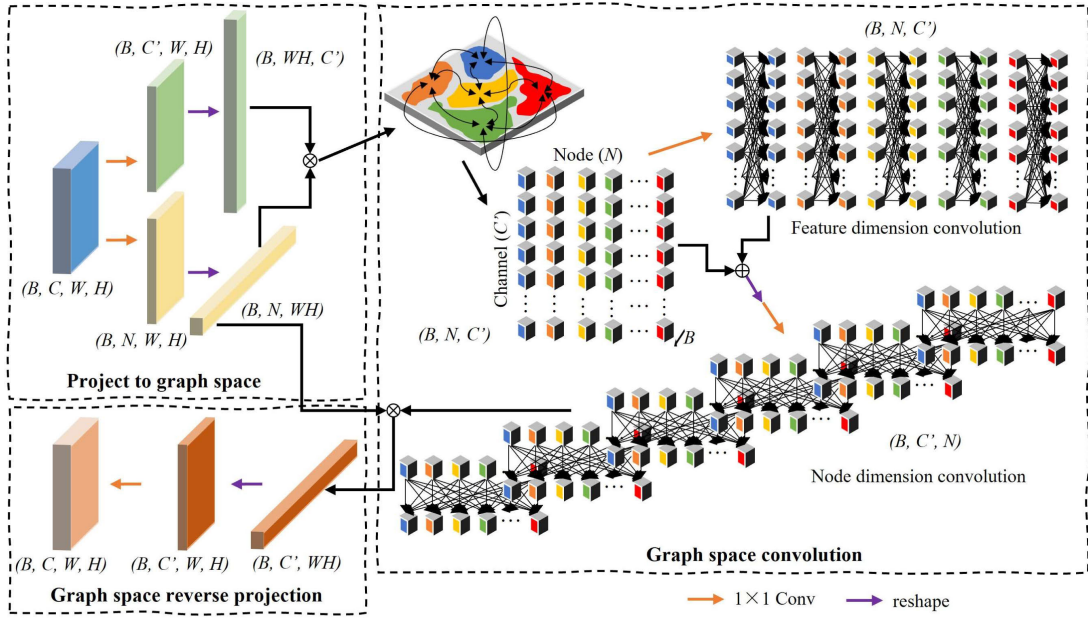 (B, C’, W, H)
(B, WH, C’)
(B, C, W, H)
(B, N, WH)
(B, N, W, H)
Project to graph space
(B, N, C’)
Node (N)
Channel (C’)
Feature dimension convolution
(B, N, C’)
B
(B, C’, N)
Node dimension convolution
Graph space convolution
(B, C, W, H)
(B, C’, W, H)
(B, C’, WH)
Graph space reverse projection
1×1 Conv
reshape